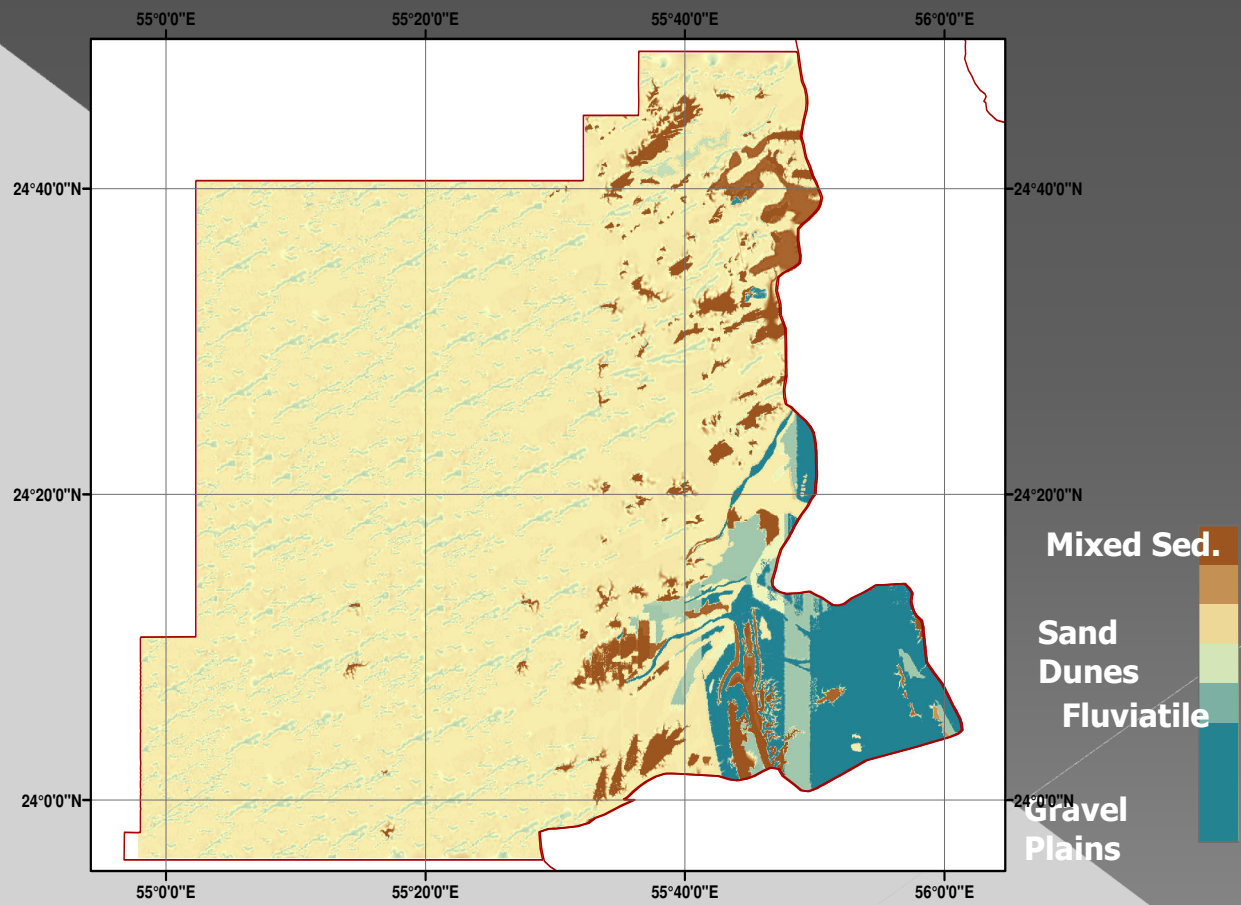 55°0'0"E 55°20'0"E 55°40'0"E 56°0'0"E
24°40'0"N 24°40'0"N
24°20'0"N 24°20'0"N
Mixed Sed.
Sand
Dunes
Fluviatile
24°0'0"N 24°0'0"N
Gravel
Plains
55°0'0"E 55°20'0"E 55°40'0"E 56°0'0"E